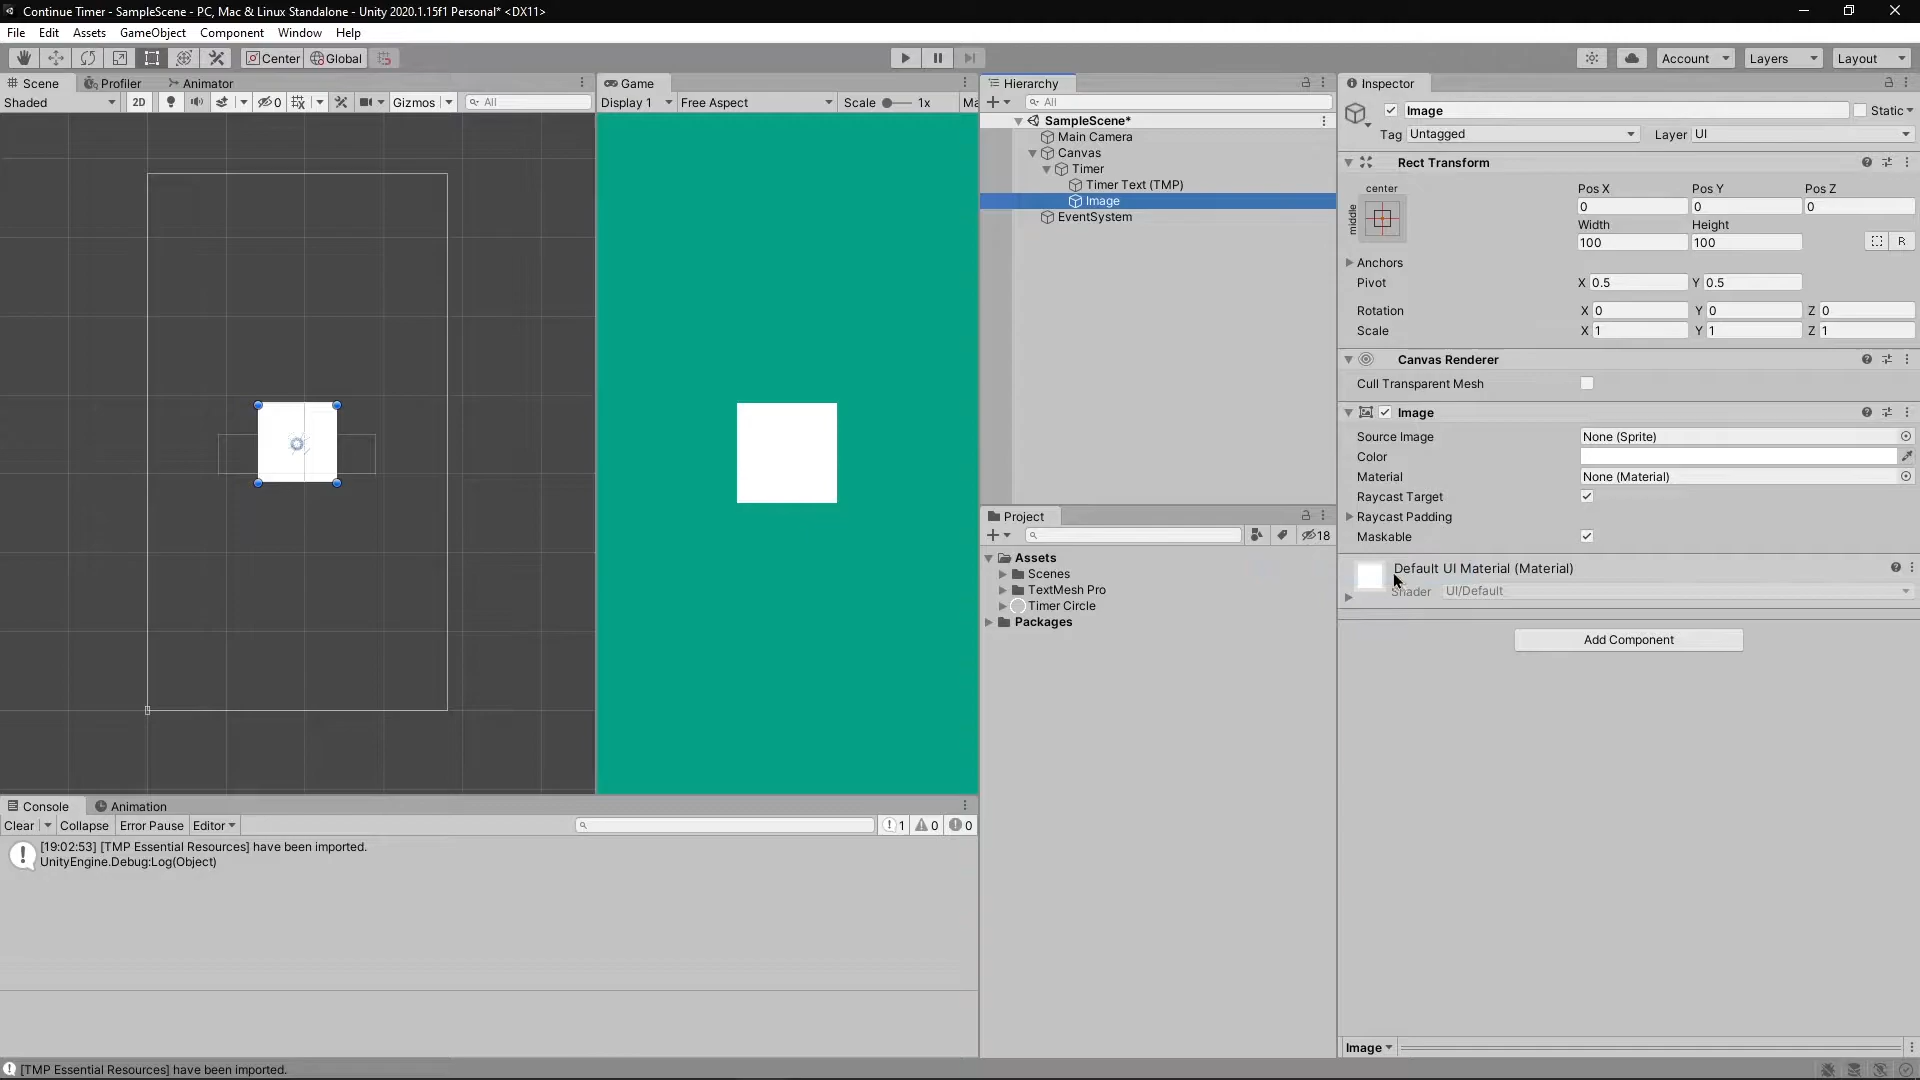 Continue Timer - SampleScene - PC, Mac & Linux Standalone - Unity 2020.1.15f1 Personal* <DX11>
File Edit Assets GameObject Component Window Help
Center Global Account Layers Layout
Scene Profiler Animator
Shaded 2D 0 Gizmos All
Game
Display 1 Free Aspect Scale 1x Ma
Hierarchy
All
SampleScene*
Main Camera
Canvas
Timer
Timer Text (TMP)
Image
EventSystem
Project
18
Assets
Scenes
TextMesh Pro
Timer Circle
Packages
Inspector
Image Static
Tag Untagged Layer UI
Rect Transform
center
middle
Pos X Pos Y Pos Z
0 0 0
Width Height
100 100 R
Anchors
Pivot X 0.5 Y 0.5
Rotation X 0 Y 0 Z 0
Scale X 1 Y 1 Z 1
Canvas Renderer
Cull Transparent Mesh
Image
Source Image None (Sprite)
Color
Material None (Material)
Raycast Target
Raycast Padding
Maskable
Default UI Material (Material)
Shader UI/Default
Add Component
Image
Console Animation
Clear Collapse Error Pause Editor 1 0 0
[19:02:53] [TMP Essential Resources] have been imported.
UnityEngine.Debug:Log(Object)
[TMP Essential Resources] have been imported.